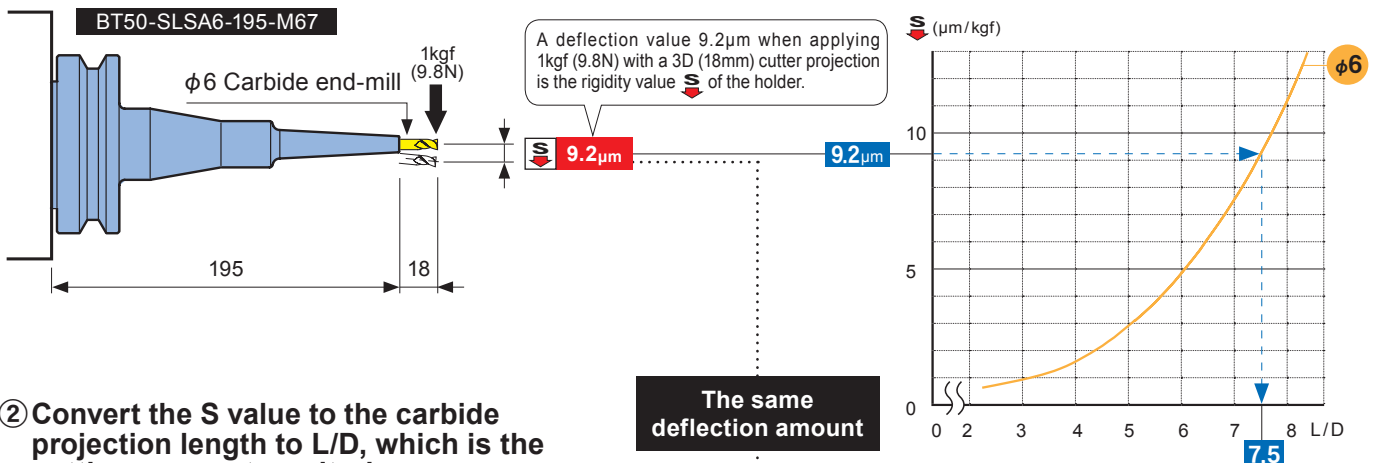 BT50-SLSA6-195-M67
1kgf
(9.8N)
φ6 Carbide end-mill
195
18
A deflection value 9.2μm when applying
1kgf (9.8N) with a 3D (18mm) cutter projection
is the rigidity value S of the holder.
S 9.2μm
9.2μm
S (μm/kgf)
φ6
10
5
0
0 2 3 4 5 6 7 8 L/D
7.5
The same
deflection amount
② Convert the S value to the carbide
projection length to L/D, which is the